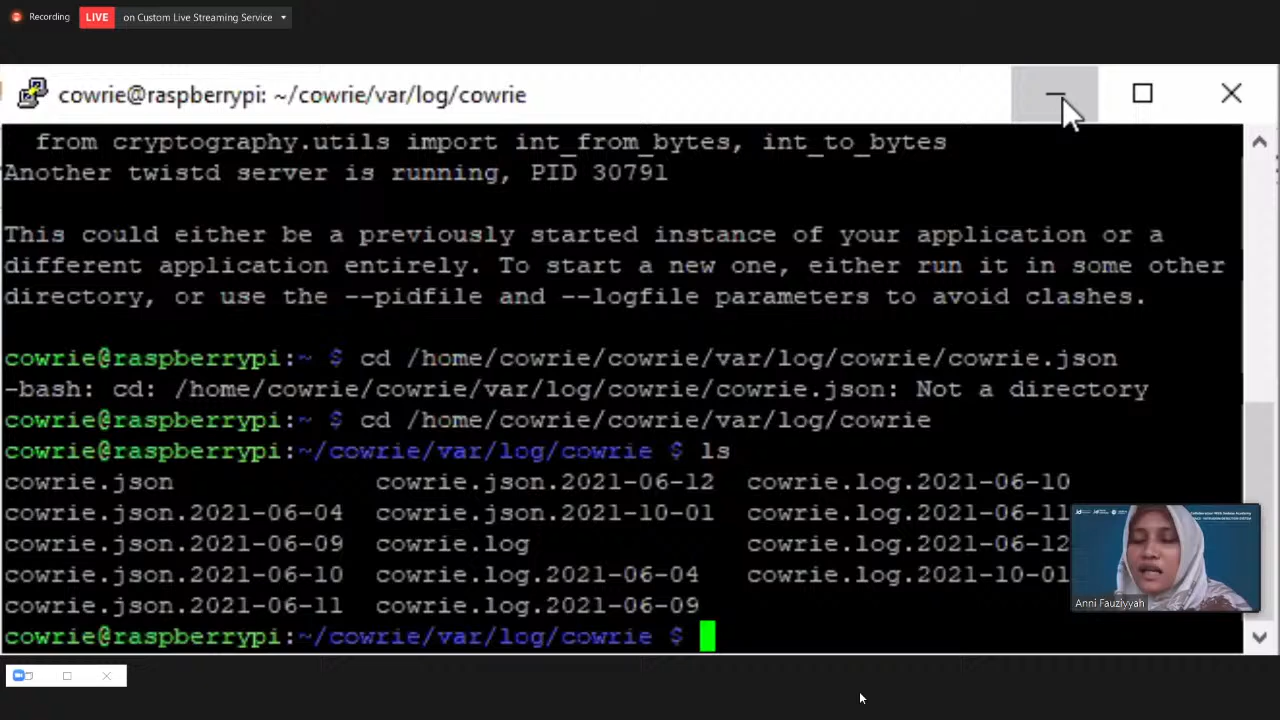 Recording
LIVE on Custom Live Streaming Service
cowrie@raspberrypi: ~/cowrie/var/log/cowrie
from cryptography.utils import int_from_bytes, int_to_bytes
Another twistd server is running, PID 30791
This could either be a previously started instance of your application or a
different application entirely. To start a new one, either run it in some other
directory, or use the --pidfile and --logfile parameters to avoid clashes.
cowrie@raspberrypi:~ $ cd /home/cowrie/cowrie/var/log/cowrie/cowrie.json
-bash: cd: /home/cowrie/cowrie/var/log/cowrie/cowrie.json: Not a directory
cowrie@raspberrypi:~ $ cd /home/cowrie/cowrie/var/log/cowrie
cowrie@raspberrypi:~/cowrie/var/log/cowrie $ ls
cowrie.json cowrie.json.2021-06-12 cowrie.log.2021-06-10
cowrie.json.2021-06-04 cowrie.json.2021-10-01 cowrie.log.2021-06-11
cowrie.json.2021-06-09 cowrie.log cowrie.log.2021-06-12
cowrie.json.2021-06-10 cowrie.log.2021-06-04 cowrie.log.2021-10-01
cowrie.json.2021-06-11 cowrie.log.2021-06-09
cowrie@raspberrypi:~/cowrie/var/log/cowrie $
Anni Fauziyyah